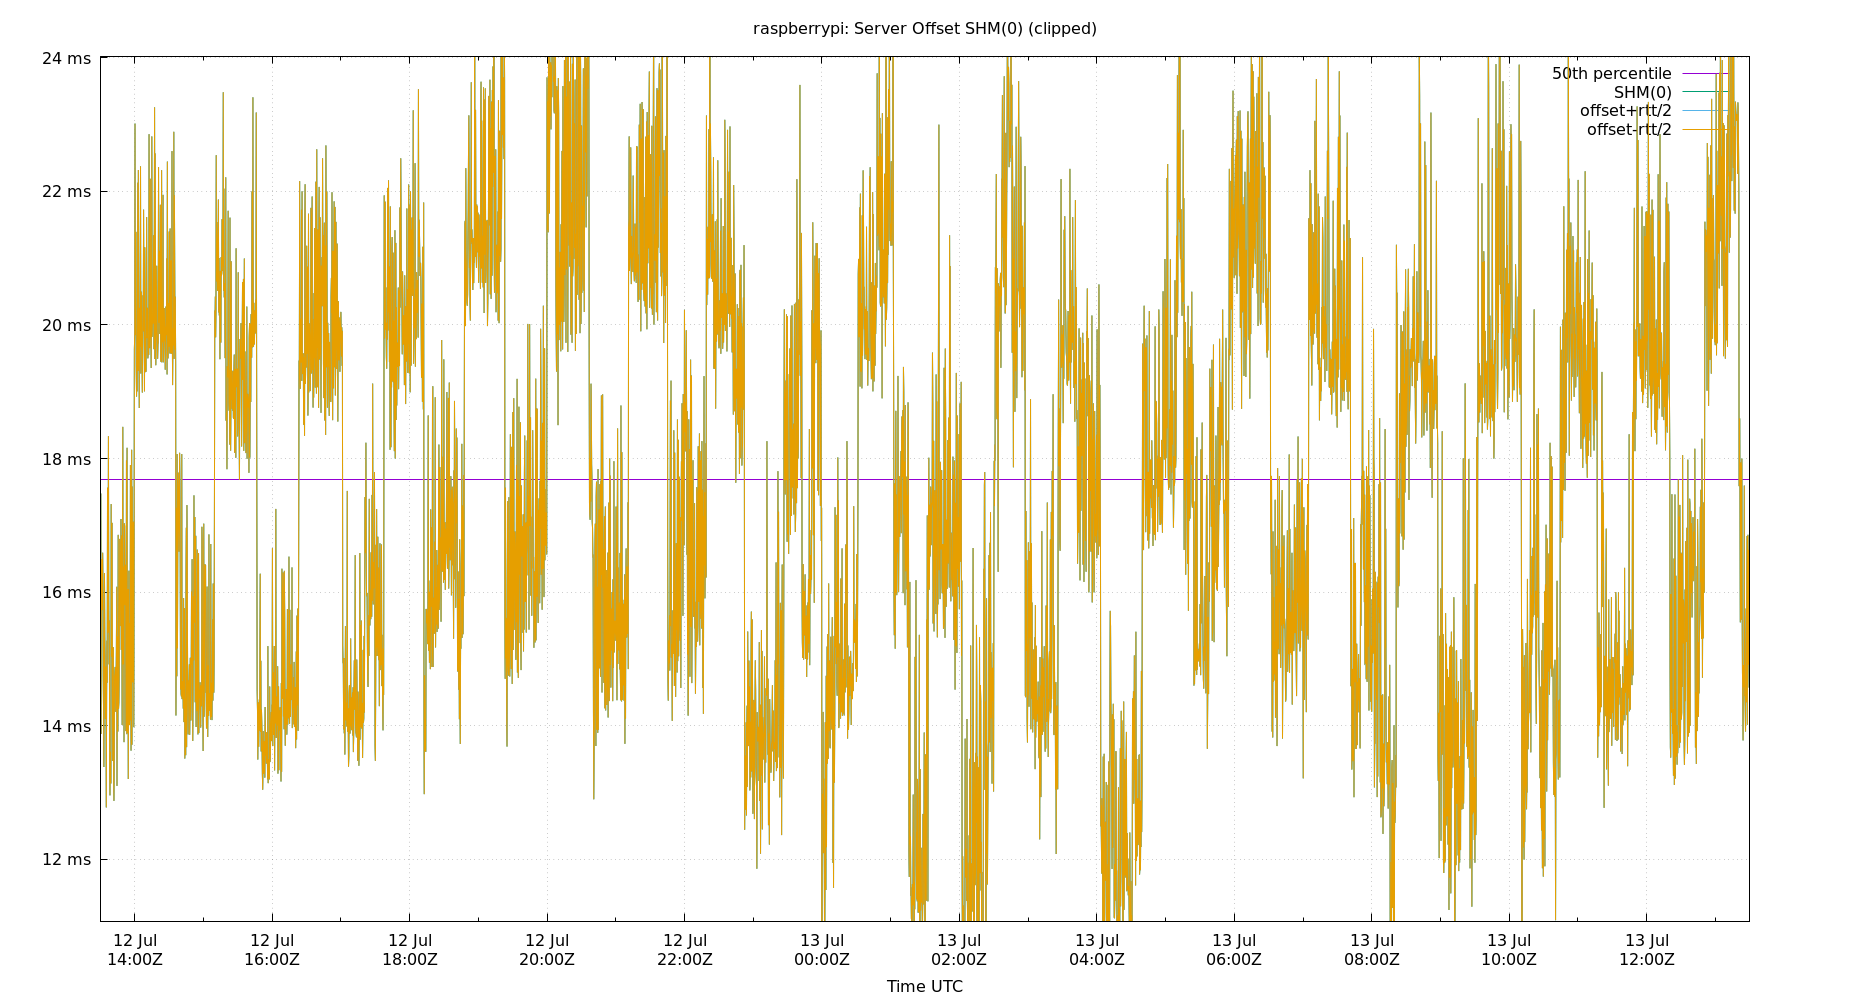 raspberrypi: Server Offset SHM(0) (clipped)
24 ms
22 ms
20 ms
18 ms
16 ms
14 ms
12 ms
50th percentile
SHM(0)
offset+rtt/2
offset-rtt/2
12 Jul 12 Jul 12 Jul 12 Jul 12 Jul 13 Jul 13 Jul 13 Jul 13 Jul 13 Jul 13 Jul 13 Jul
14:00Z 16:00Z 18:00Z 20:00Z 22:00Z 00:00Z 02:00Z 04:00Z 06:00Z 08:00Z 10:00Z 12:00Z
Time UTC